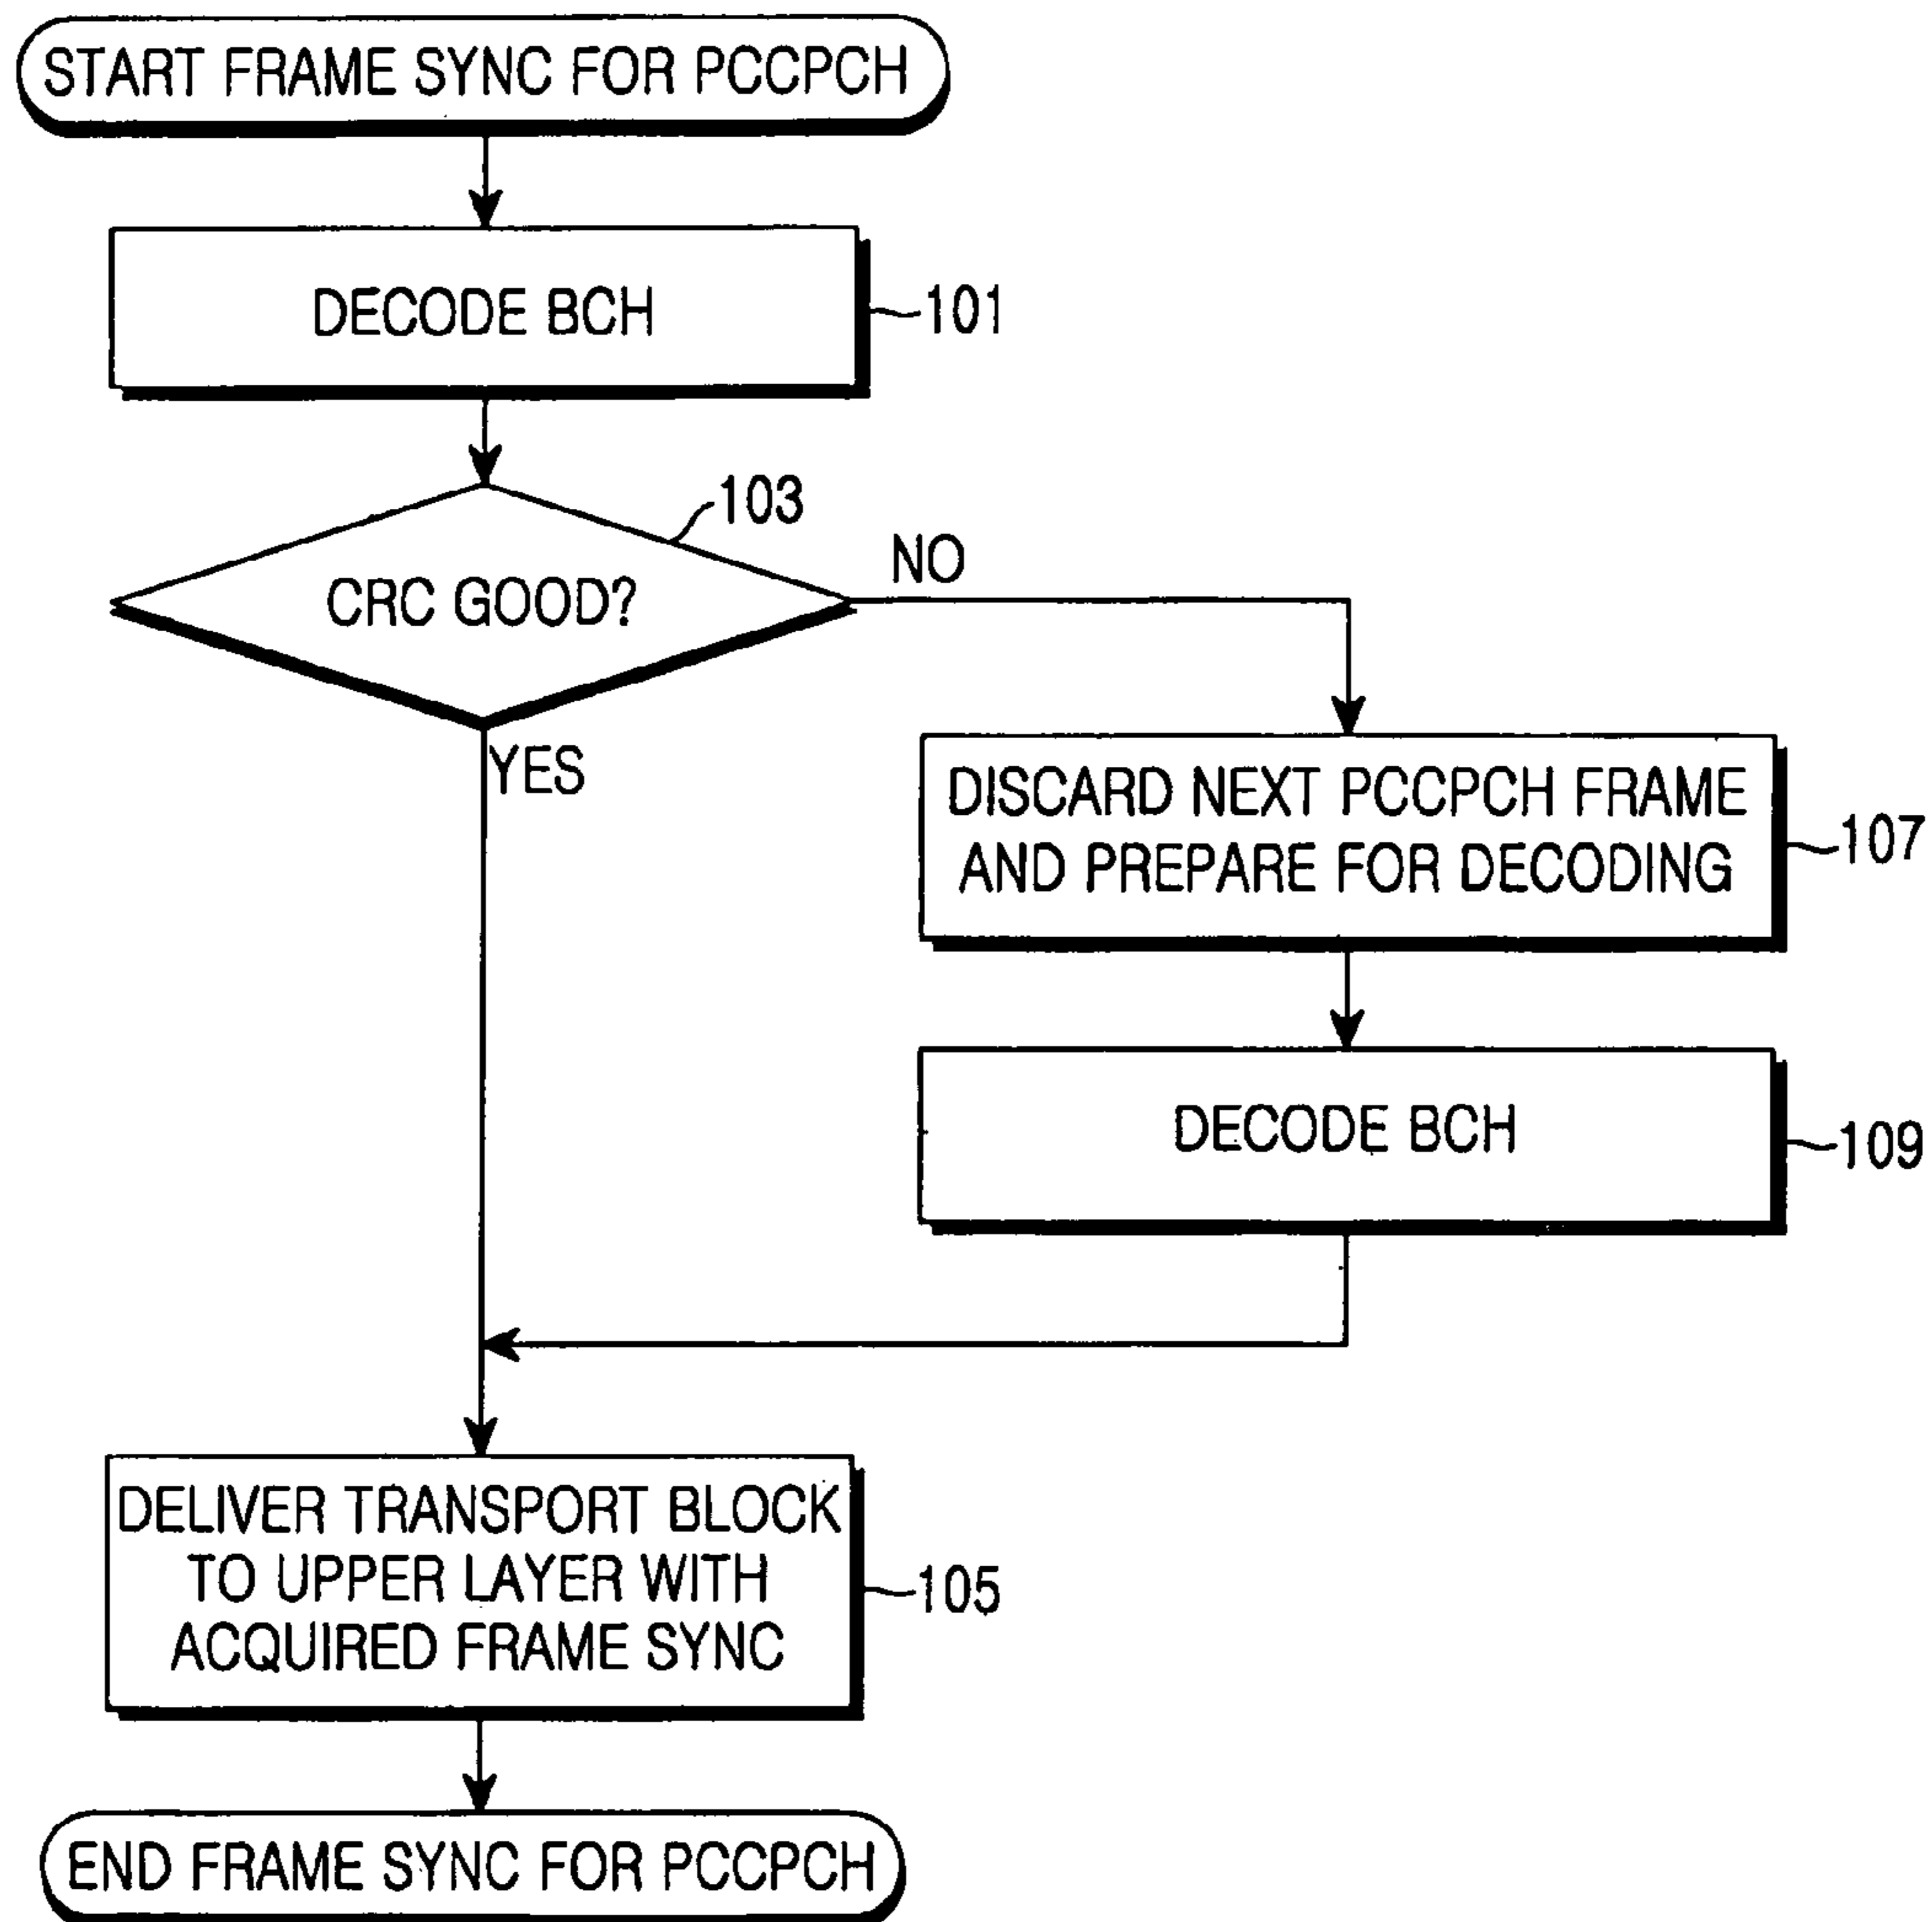 START FRAME SYNC FOR PCCPCH
DECODE BCH
101
103
CRC GOOD?
NO
YES
DISCARD NEXT PCCPCH FRAME
AND PREPARE FOR DECODING
107
DECODE BCH
109
DELIVER TRANSPORT BLOCK
TO UPPER LAYER WITH
ACQUIRED FRAME SYNC
105
END FRAME SYNC FOR PCCPCH